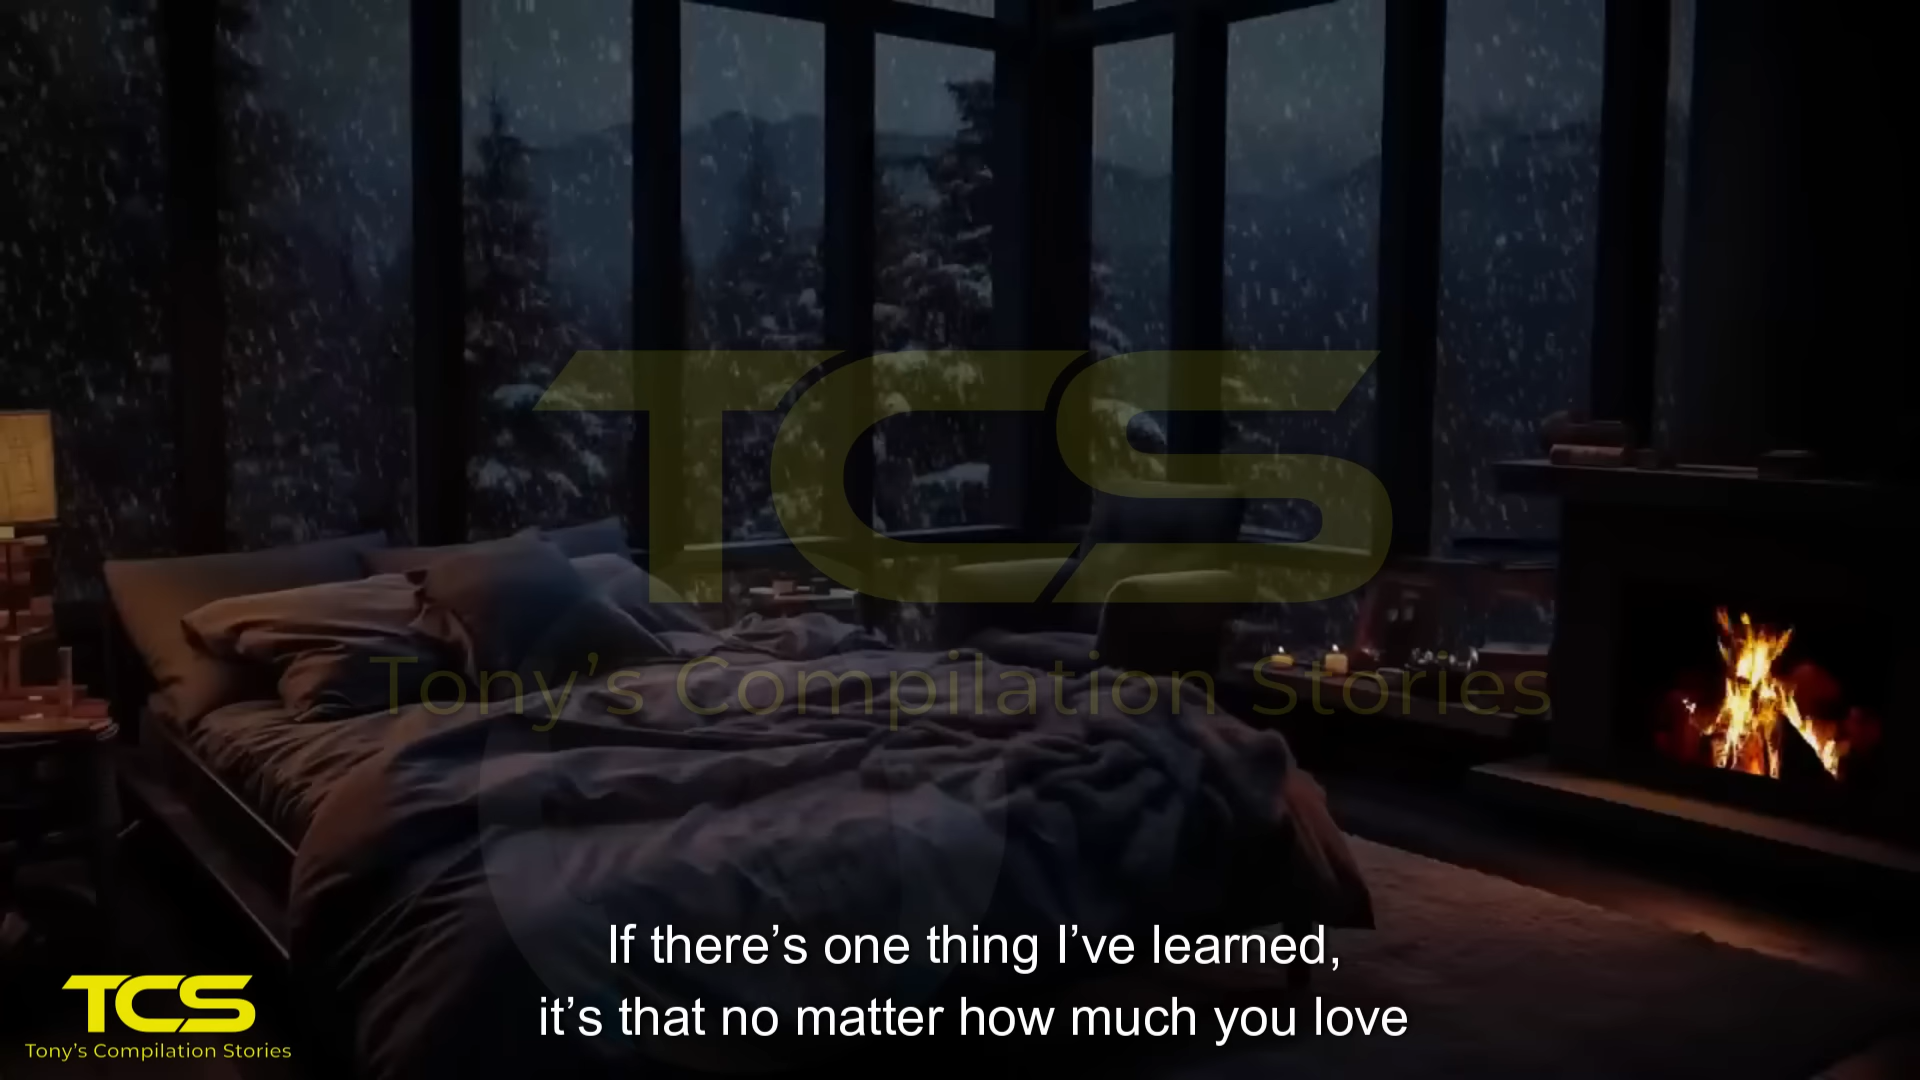 TCS
Tony's Compilation Stories
If there's one thing I've learned,
it's that no matter how much you love
TCS
Tony's Compilation Stories